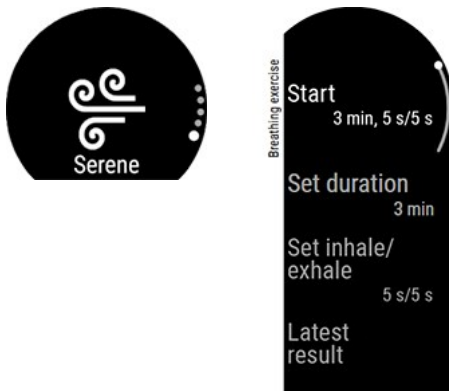 Serene
Breathing exercise
Start
3 min, 5 s/5 s
Set duration
3 min
Set inhale/
exhale
5 s/5 s
Latest
result